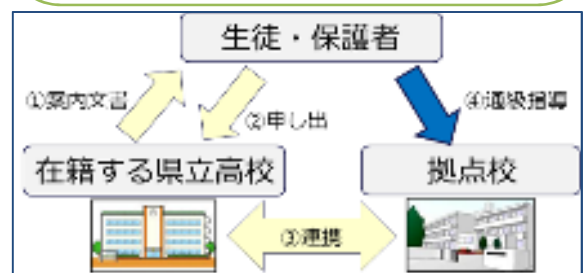 生徒・保護者
①案内文書
②申し出
④通級指導
在籍する県立高校
拠点校
③連携